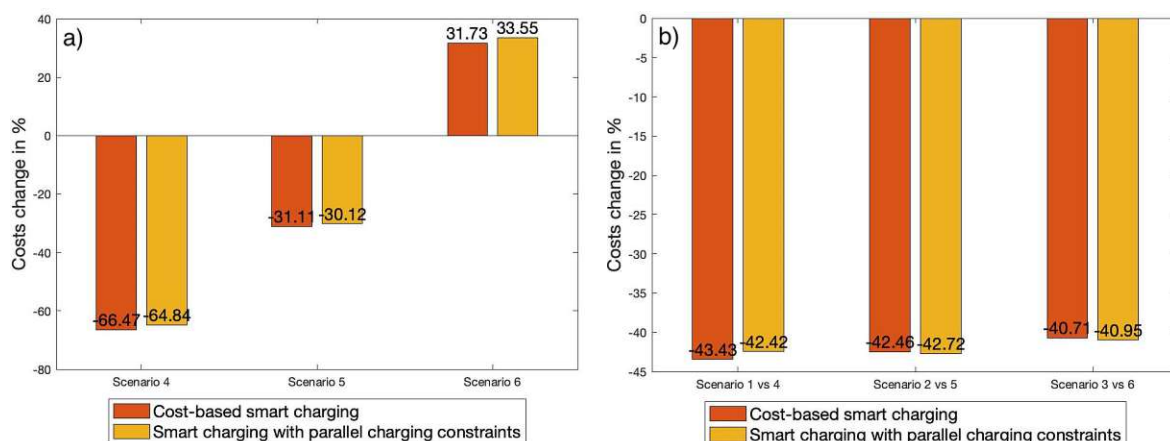 a)
Costs change in %
40
20
0
-20
-40
-60
-80
31.73
33.55
-31.11
-30.12
-66.47
-64.84
Scenario 4
Scenario 5
Scenario 6
Cost-based smart charging
Smart charging with parallel charging constraints
b)
Costs change in %
0
-5
-10
-15
-20
-25
-30
-35
-40
-45
-43.43
-42.42
-42.46
-42.72
-40.71
-40.95
Scenario 1 vs 4
Scenario 2 vs 5
Scenario 3 vs 6
Cost-based smart charging
Smart charging with parallel charging constraints